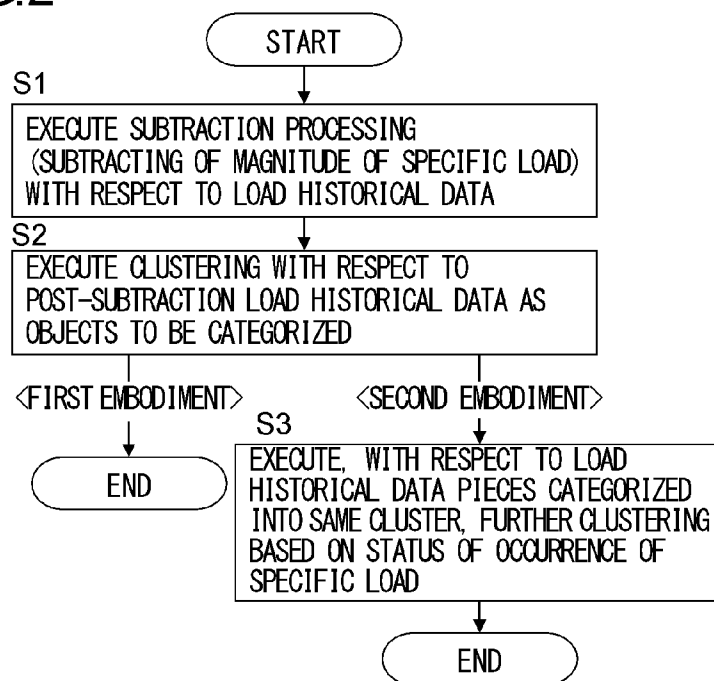 START
S1
EXECUTE SUBTRACTION PROCESSING
(SUBTRACTING OF MAGNITUDE OF SPECIFIC LOAD)
WITH RESPECT TO LOAD HISTORICAL DATA
S2
EXECUTE CLUSTERING WITH RESPECT TO
POST-SUBTRACTION LOAD HISTORICAL DATA AS
OBJECTS TO BE CATEGORIZED
<FIRST EMBODIMENT>
<SECOND EMBODIMENT>
END
S3
EXECUTE, WITH RESPECT TO LOAD
HISTORICAL DATA PIECES CATEGORIZED
INTO SAME CLUSTER, FURTHER CLUSTERING
BASED ON STATUS OF OCCURRENCE OF
SPECIFIC LOAD
END